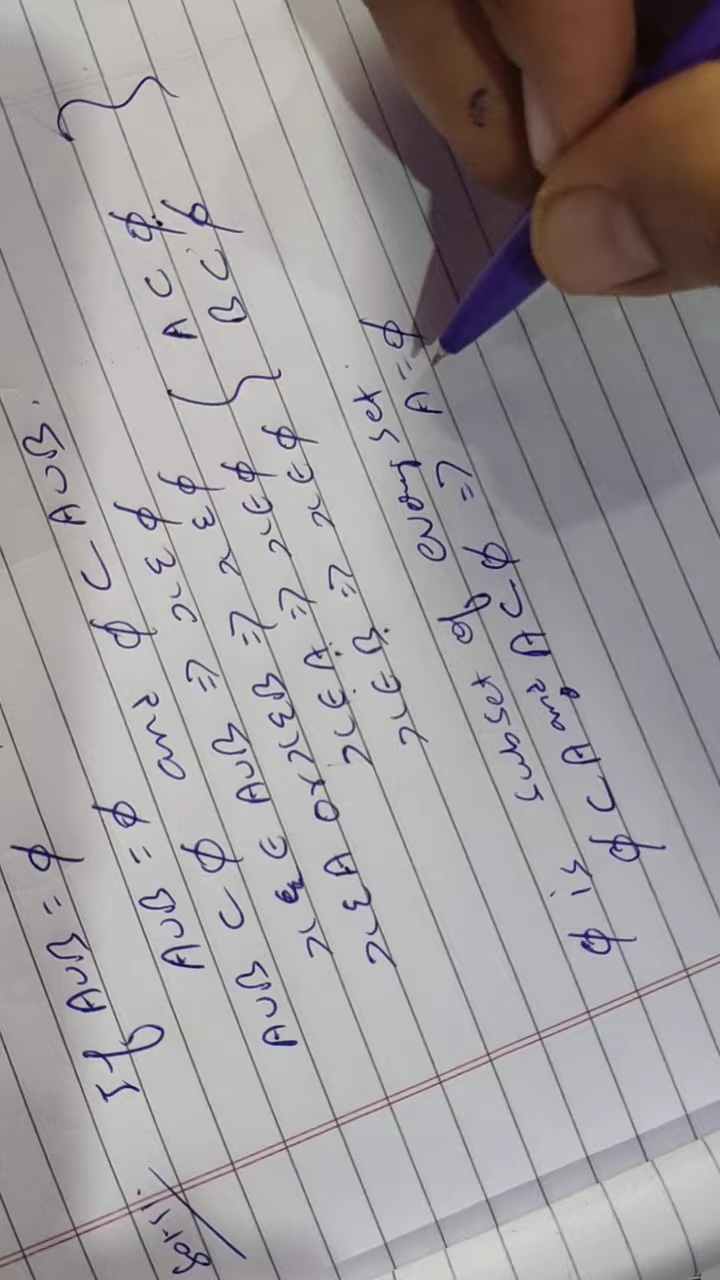 Sol::
If A∪B = ϕ
A∪B = ϕ and ϕ ⊂ A∪B.
A∪B ⊂ ϕ ⇒ x ∈ ϕ
x ∈ A∪B ⇒ x ∈ ϕ } A ⊂ ϕ }
x ∈ A or x ∈ B ⇒ x ∈ ϕ } B ⊂ ϕ
x ∈ A ⇒ x ∈ ϕ
x ∈ B ⇒ x ∈ ϕ
ϕ is subset of every set
ϕ ⊂ A and A ⊂ ϕ ⇒ A = ϕ